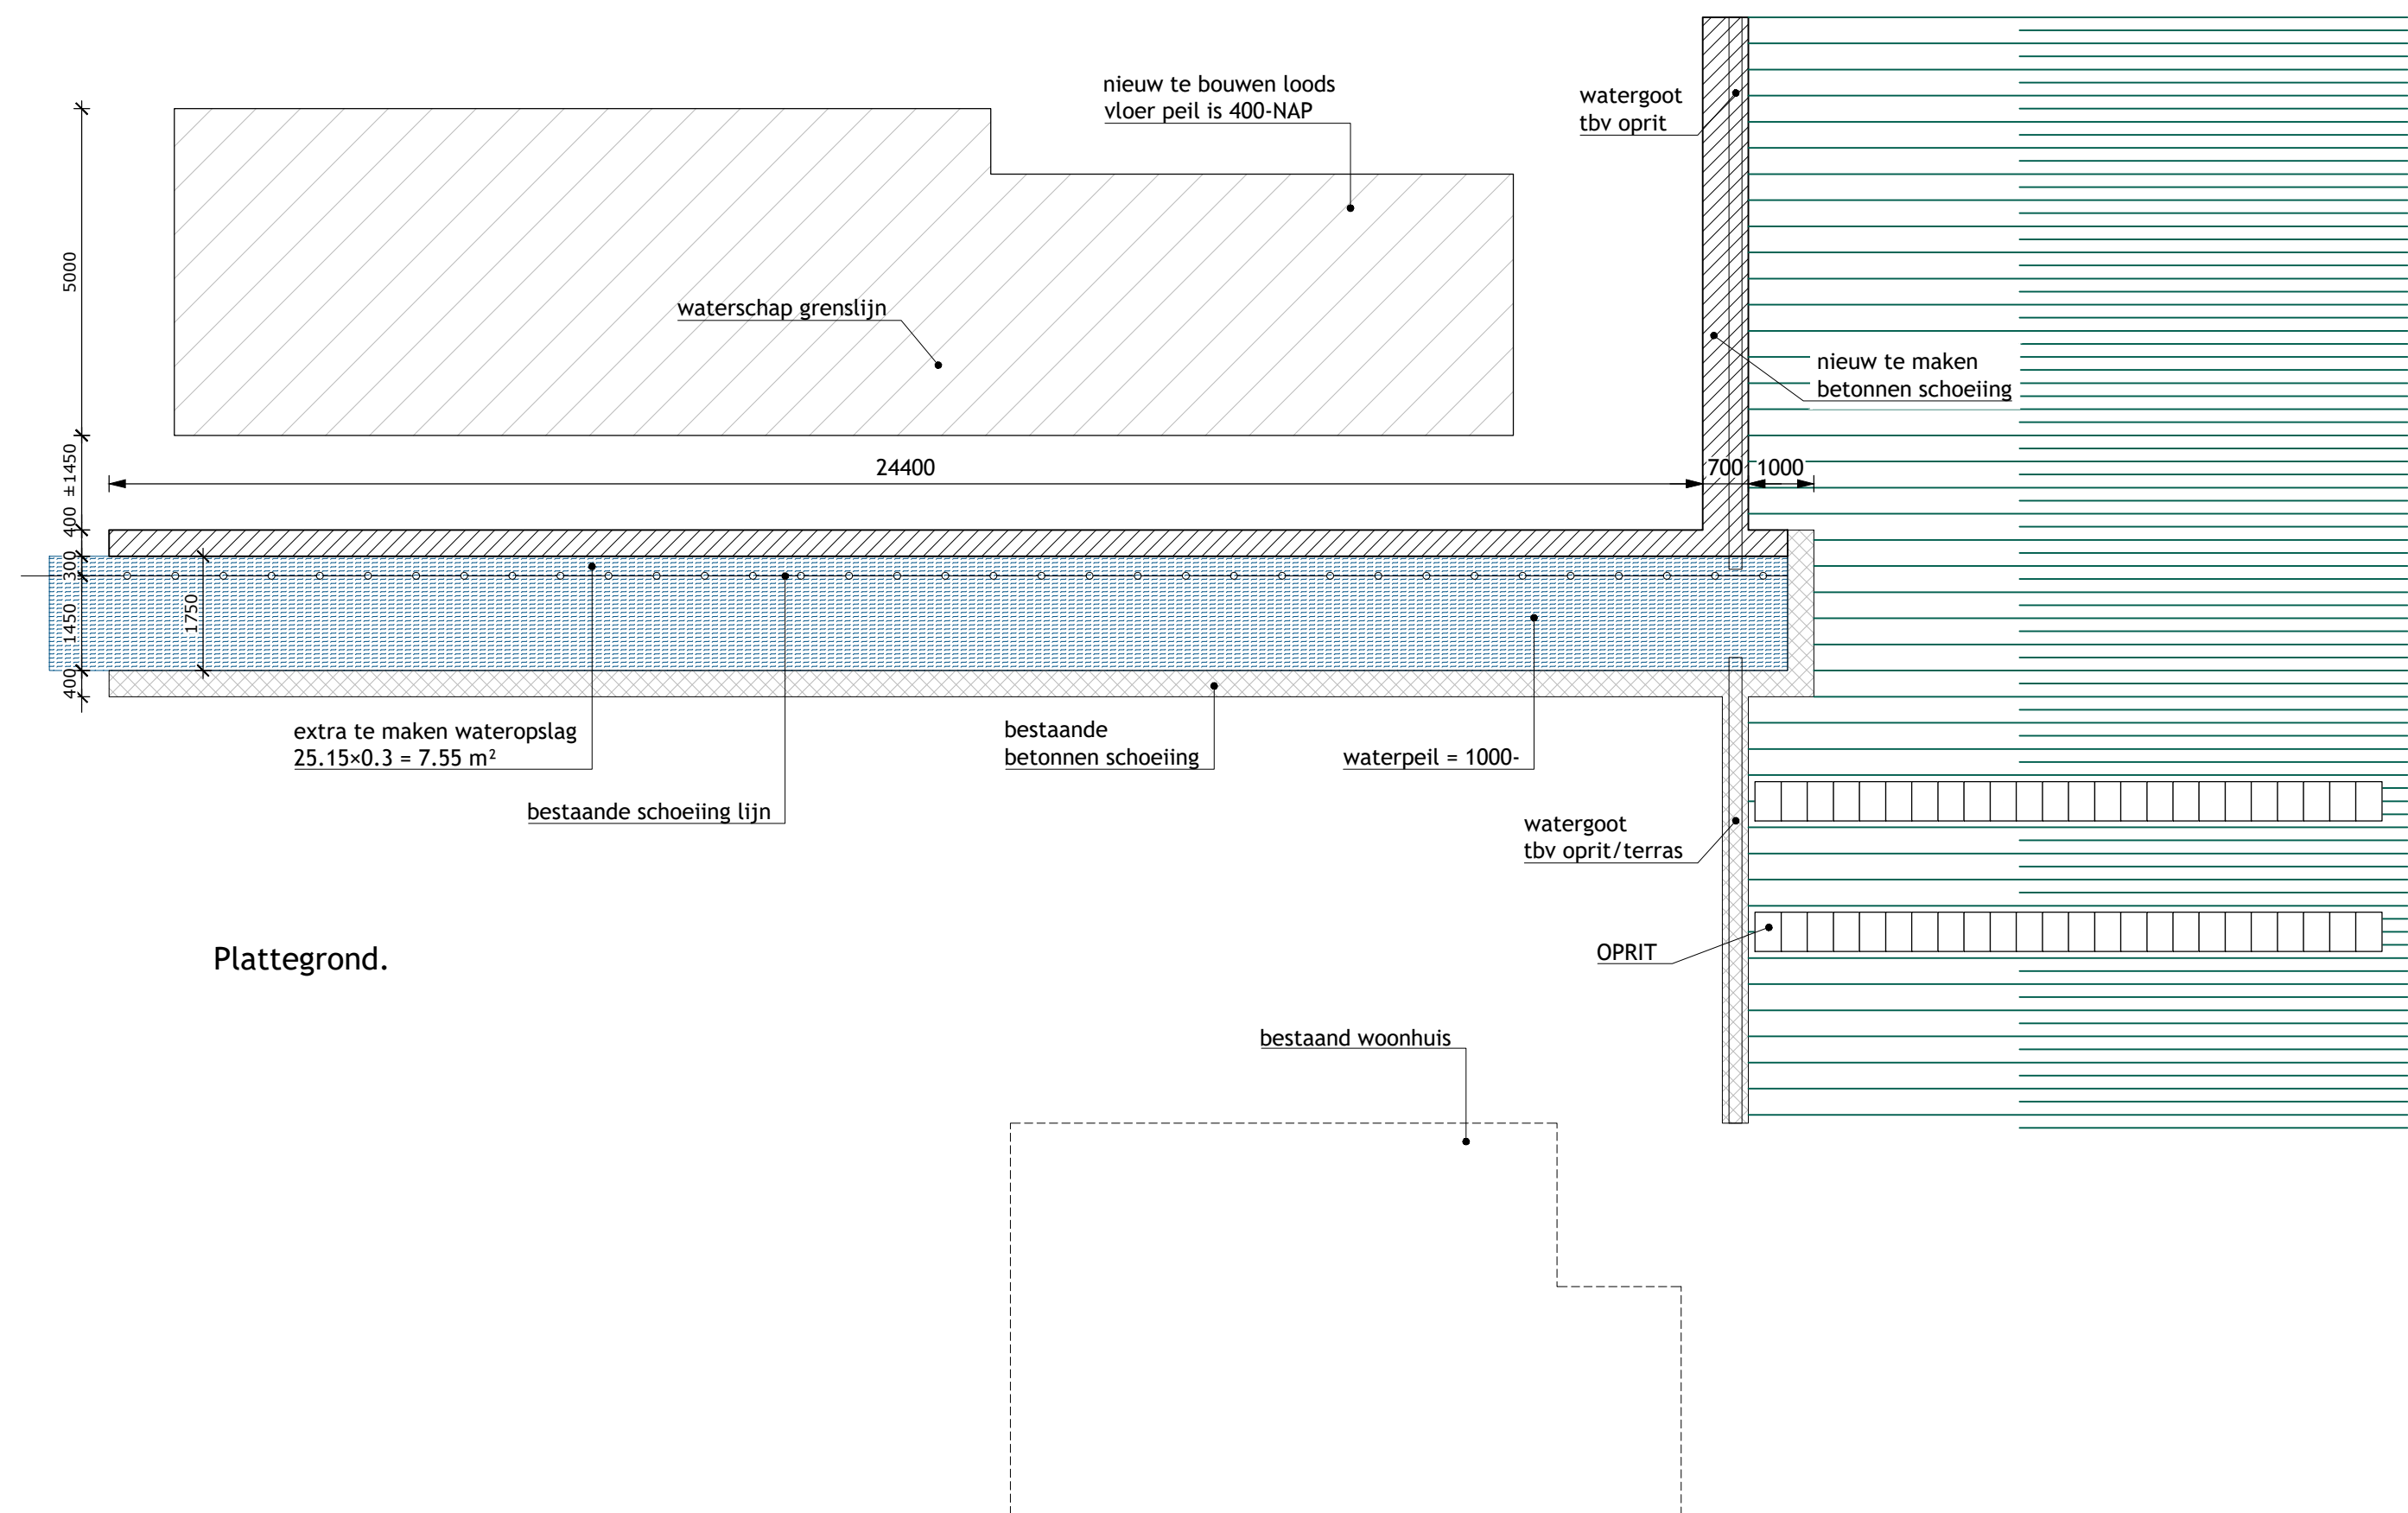 nieuw te bouwen loods
vloer peil is 400-NAP
watergoot
tbv oprit
5000
waterschap grenslijn
nieuw te maken
betonnen schoeiing
±1450
24400
700
1000
400
300
1450
1750
400
extra te maken wateropslag
25.15×0.3 = 7.55 m²
bestaande
betonnen schoeiing
waterpeil = 1000-
bestaande schoeiing lijn
watergoot
tbv oprit/terras
OPRIT
Plattegrond.
bestaand woonhuis